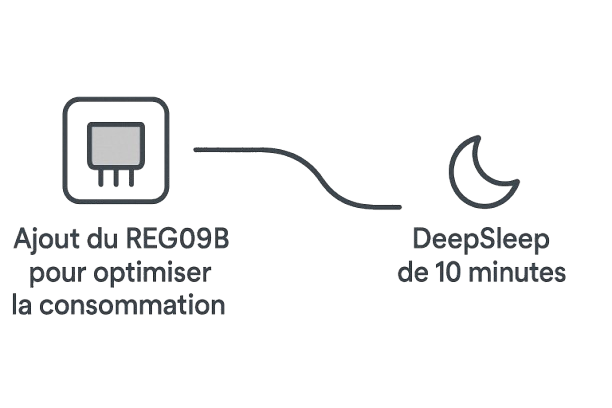 Ajout du REG09B
pour optimiser
la consommation
DeepSleep
de 10 minutes